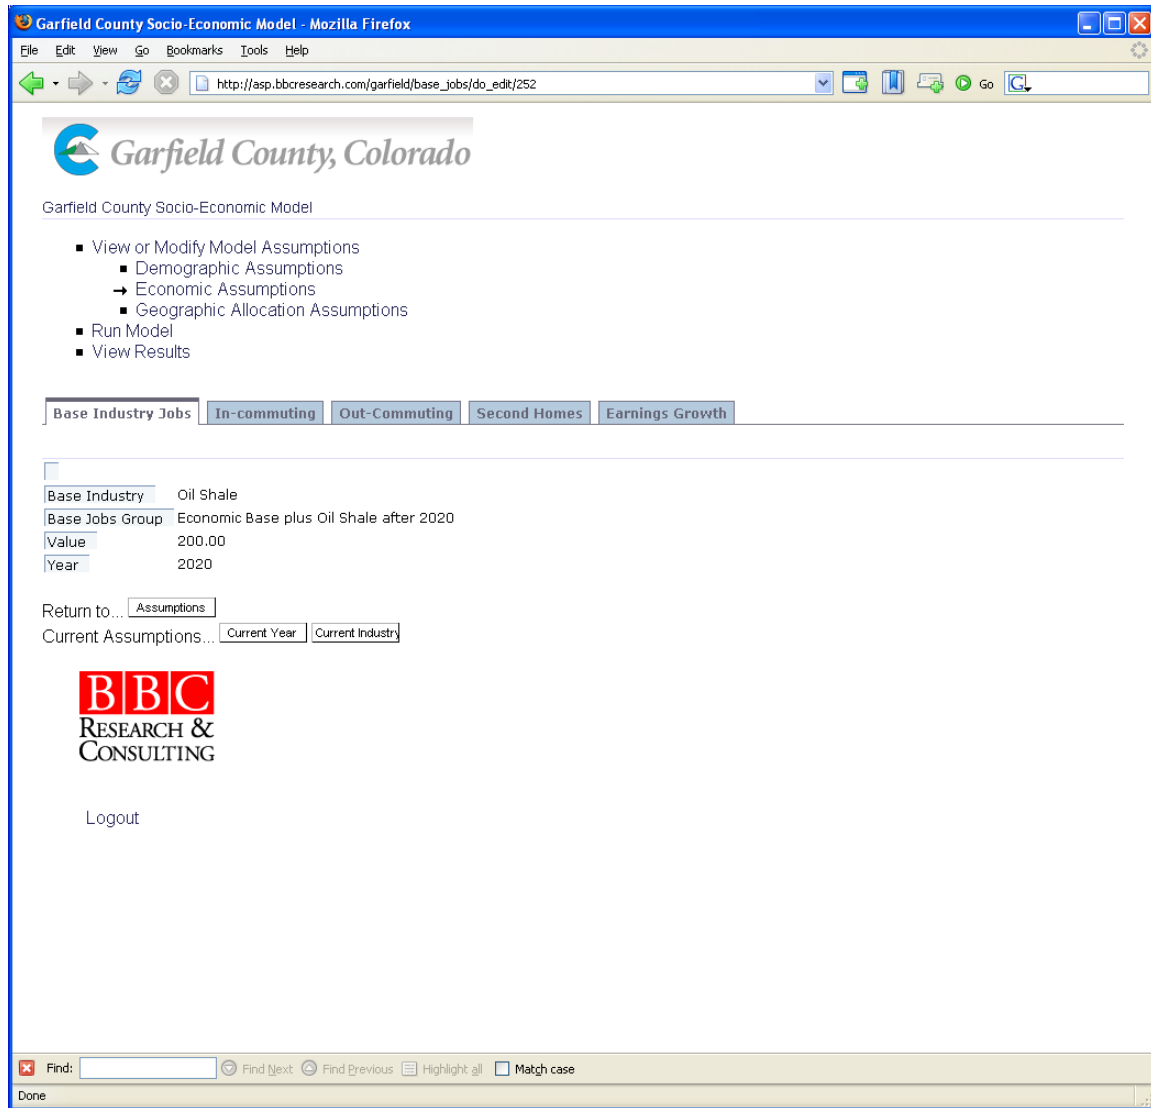 Garfield County Socio-Economic Model - Mozilla Firefox
File Edit View Go Bookmarks Tools Help
http://asp.bbcresearch.com/garfield/base_jobs/do_edit/252 Go G
Garfield County, Colorado
Garfield County Socio-Economic Model
View or Modify Model Assumptions
Demographic Assumptions
Economic Assumptions
Geographic Allocation Assumptions
Run Model
View Results
Base Industry Jobs In-commuting Out-Commuting Second Homes Earnings Growth
Base Industry Oil Shale
Base Jobs Group Economic Base plus Oil Shale after 2020
Value 200.00
Year 2020
Return to... Assumptions
Current Assumptions... Current Year Current Industry
BBC
RESEARCH &
CONSULTING
Logout
Find: Find Next Find Previous Highlight all Match case
Done